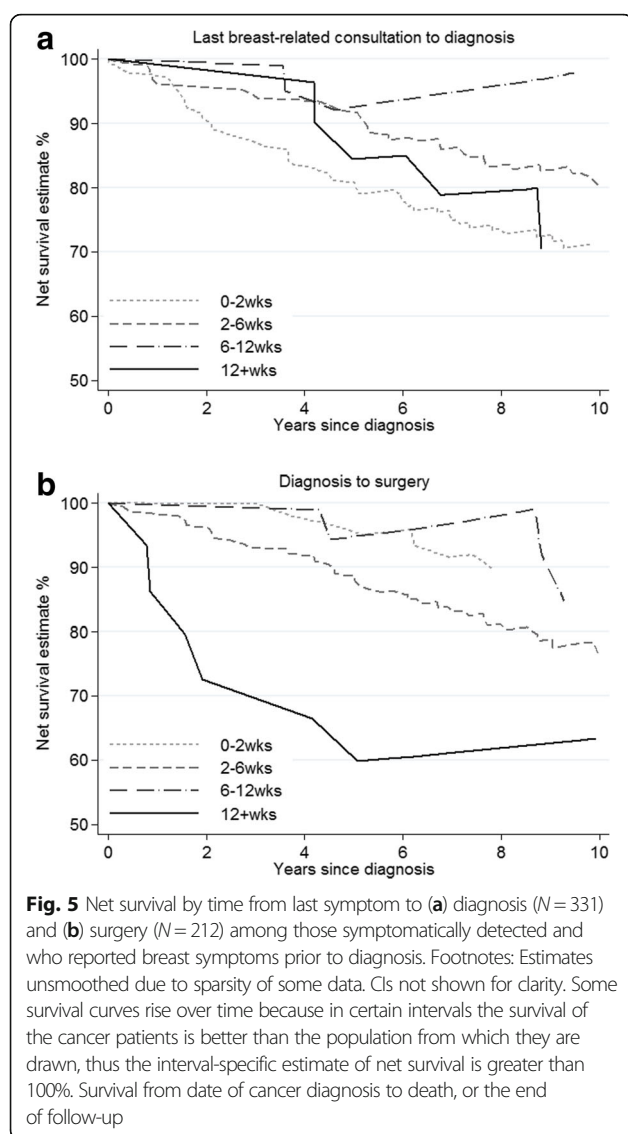 a
Last breast-related consultation to diagnosis
Net survival estimate %
100
90
80
70
60
50
0-2wks
2-6wks
6-12wks
12+wks
0 2 4 6 8 10
Years since diagnosis
b
Diagnosis to surgery
Net survival estimate %
100
90
80
70
60
50
0-2wks
2-6wks
6-12wks
12+wks
0 2 4 6 8 10
Years since diagnosis
Fig. 5 Net survival by time from last symptom to (a) diagnosis (N = 331)
and (b) surgery (N = 212) among those symptomatically detected and
who reported breast symptoms prior to diagnosis. Footnotes: Estimates
unsmoothed due to sparsity of some data. CIs not shown for clarity. Some
survival curves rise over time because in certain intervals the survival of
the cancer patients is better than the population from which they are
drawn, thus the interval-specific estimate of net survival is greater than
100%. Survival from date of cancer diagnosis to death, or the end
of follow-up